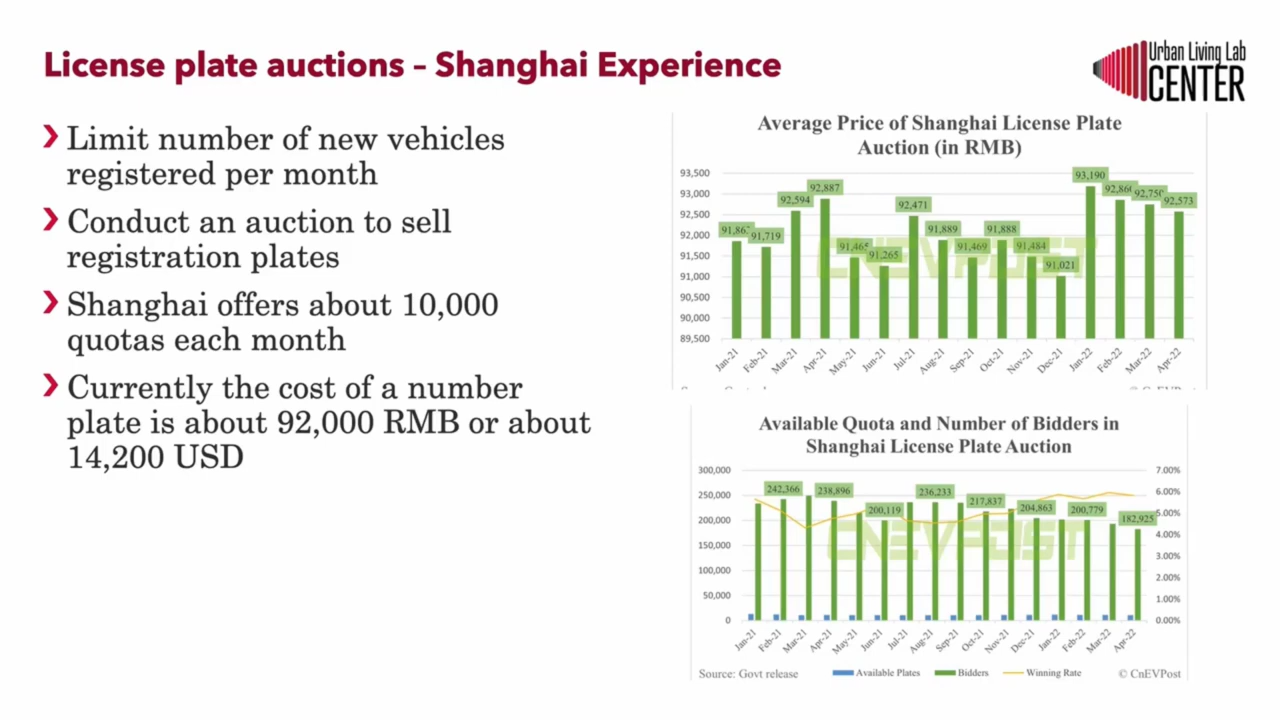 License plate auctions – Shanghai Experience
Urban Living Lab
CENTER
Limit number of new vehicles
registered per month
Conduct an auction to sell
registration plates
Shanghai offers about 10,000
quotas each month
Currently the cost of a number
plate is about 92,000 RMB or about
14,200 USD
Average Price of Shanghai License Plate
Auction (in RMB)
93,500
93,000
92,500
92,000
91,500
91,000
90,500
90,000
89,500
91,719
92,594
92,887
91,465
91,265
92,471
91,889
91,469
91,888
91,484
91,021
93,190
92,750
92,573
Jan-21
Feb-21
Mar-21
Apr-21
May-21
Jun-21
Jul-21
Aug-21
Sep-21
Oct-21
Nov-21
Dec-21
Jan-22
Feb-22
Mar-22
Apr-22
CNEVPOST
Available Quota and Number of Bidders in
Shanghai License Plate Auction
300,000
250,000
200,000
150,000
100,000
50,000
0
7.00%
6.00%
5.00%
4.00%
3.00%
2.00%
1.00%
0.00%
242,366
238,896
200,119
236,233
217,837
204,863
200,779
182,925
Jan-21
Feb-21
Mar-21
Apr-21
May-21
Jun-21
Jul-21
Aug-21
Sep-21
Oct-21
Nov-21
Dec-21
Jan-22
Feb-22
Mar-22
Apr-22
CNEVPOST
Source: Govt release
Available Plates
Bidders
Winning Rate
© CnEVPost